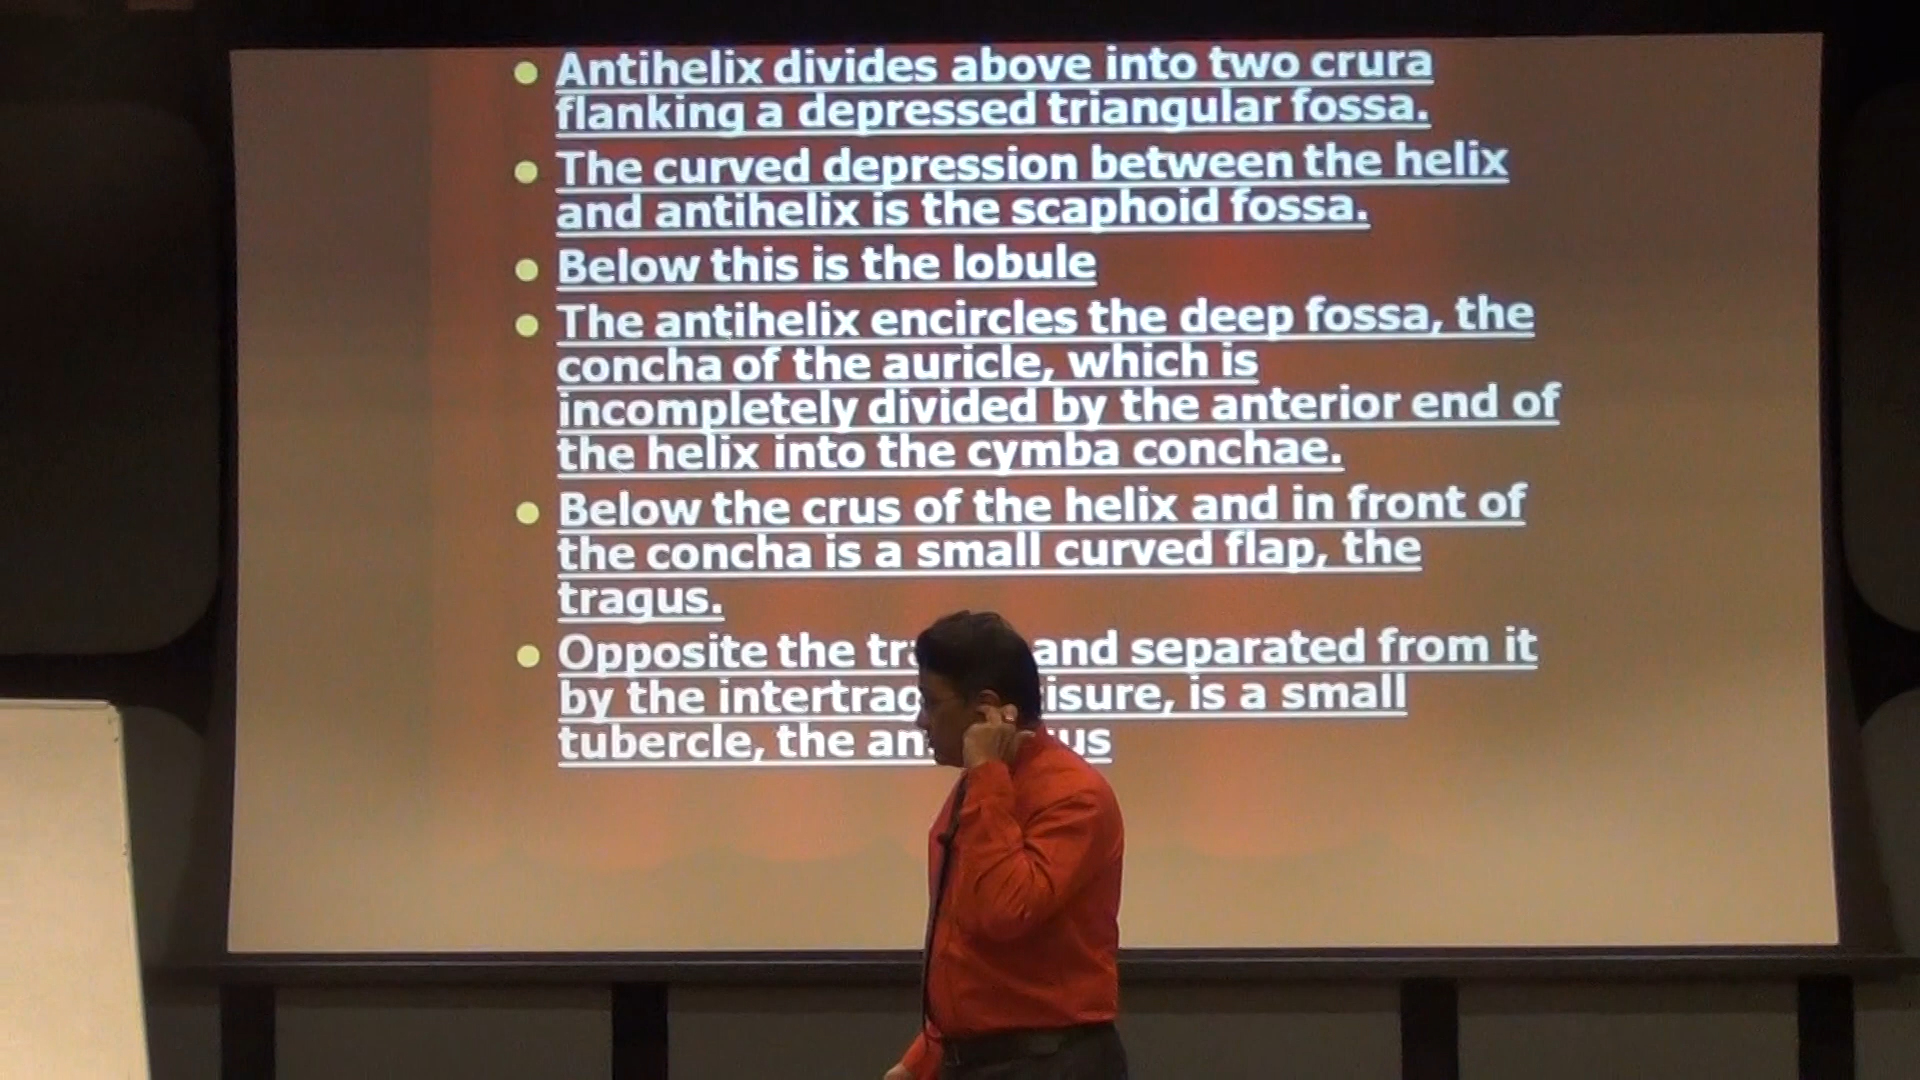 Antihelix divides above into two crura
flanking a depressed triangular fossa.
The curved depression between the helix
and antihelix is the scaphoid fossa.
Below this is the lobule
The antihelix encircles the deep fossa, the
concha of the auricle, which is
incompletely divided by the anterior end of
the helix into the cymba conchae.
Below the crus of the helix and in front of
the concha is a small curved flap, the
tragus.
Opposite the and separated from it
by the is a small
tubercle, the